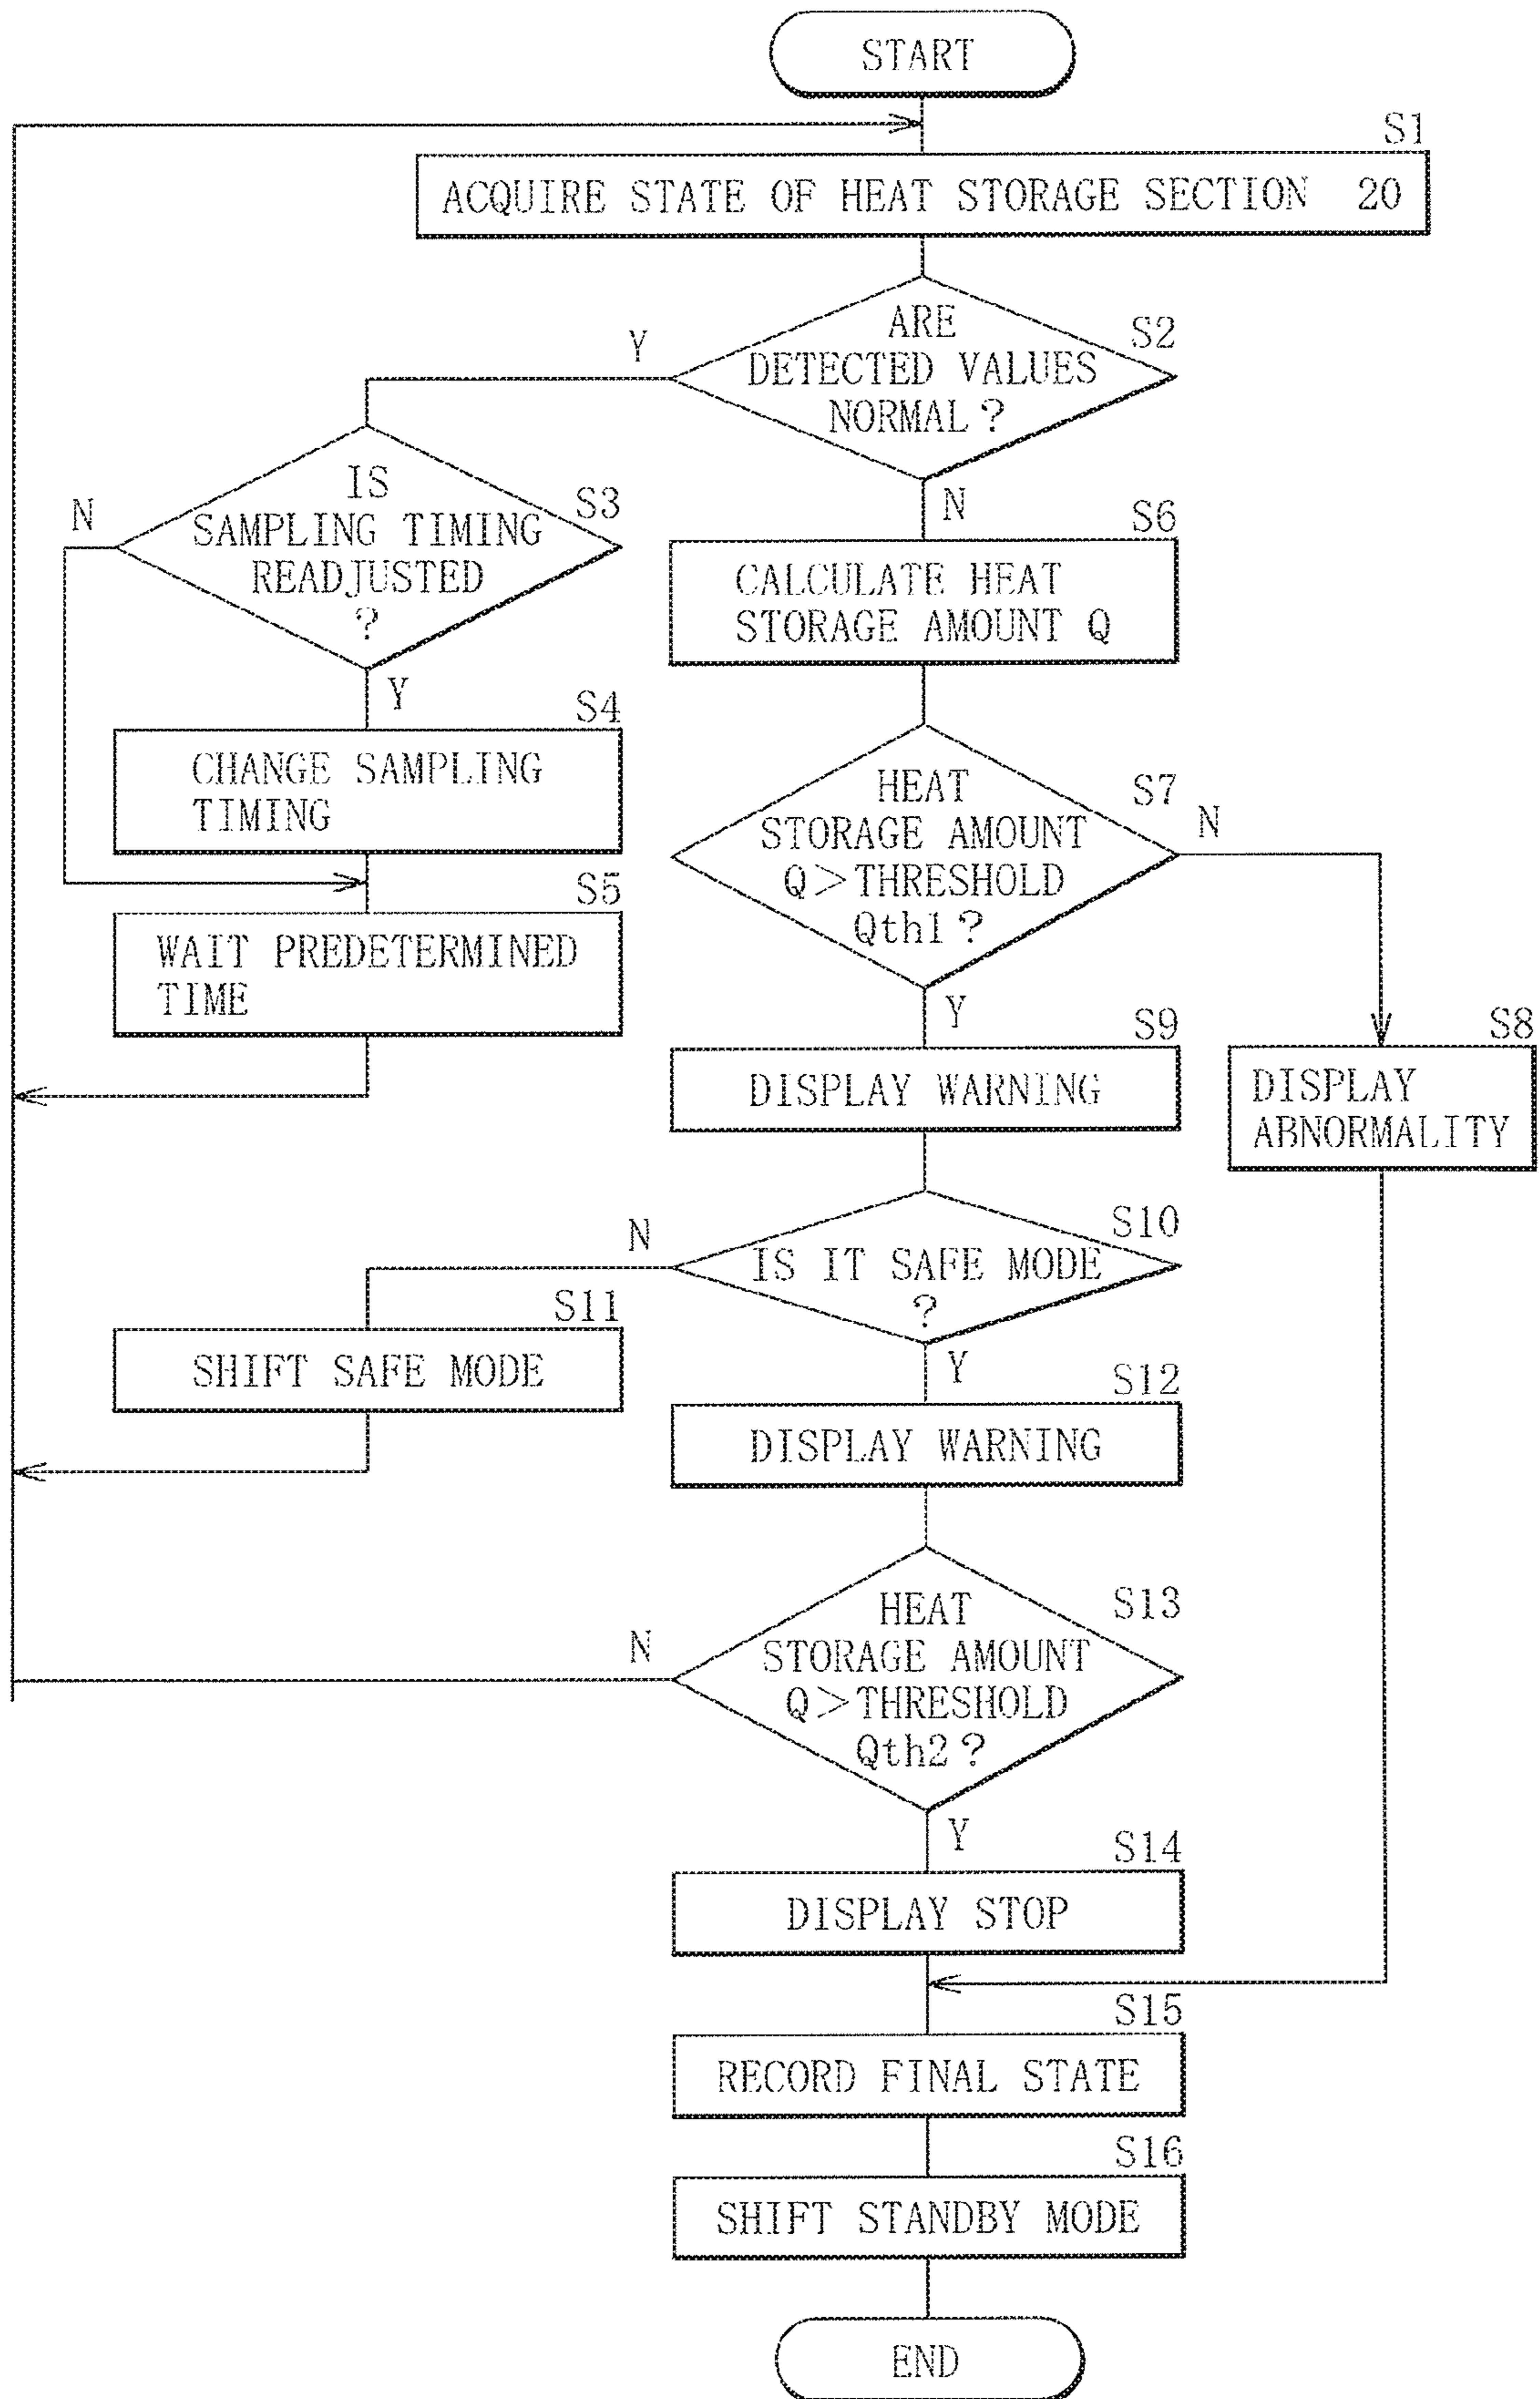 START
S1
ACQUIRE STATE OF HEAT STORAGE SECTION 20
S2
ARE
DETECTED VALUES
NORMAL?
Y
N
S3
IS
SAMPLING TIMING
READJUSTED
?
N
Y
S4
CHANGE SAMPLING
TIMING
S5
WAIT PREDETERMINED
TIME
S6
CALCULATE HEAT
STORAGE AMOUNT Q
S7
HEAT
STORAGE AMOUNT
Q>THRESHOLD
Qth1?
N
Y
S8
DISPLAY
ABNORMALITY
S9
DISPLAY WARNING
S10
IS IT SAFE MODE
?
N
Y
S11
SHIFT SAFE MODE
S12
DISPLAY WARNING
S13
HEAT
STORAGE AMOUNT
Q>THRESHOLD
Qth2?
N
Y
S14
DISPLAY STOP
S15
RECORD FINAL STATE
S16
SHIFT STANDBY MODE
END